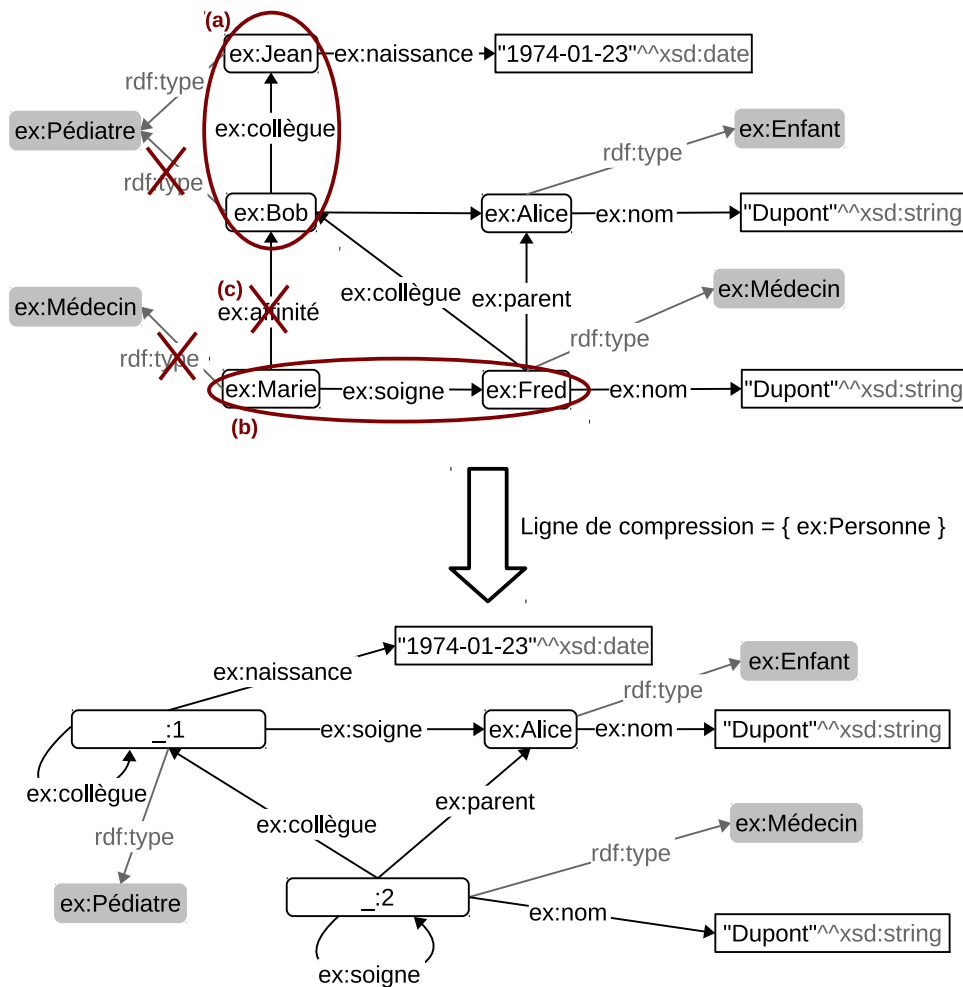 (a)
ex:Jean ex:naissance "1974-01-23"^^xsd:date
rdf:type
ex:Pédiatre ex:collègue ex:Enfant
rdf:type rdf:type
ex:Bob ex:Alice ex:nom "Dupont"^^xsd:string
(c) ex:collègue ex:Médecin
ex:Médecin ex:affinité ex:parent rdf:type
rdf:type
ex:Marie ex:soigne ex:Fred ex:nom "Dupont"^^xsd:string
(b)
Ligne de compression = { ex:Personne }
"1974-01-23"^^xsd:date
ex:naissance ex:Enfant
rdf:type
_:1 ex:soigne ex:Alice ex:nom "Dupont"^^xsd:string
ex:collègue ex:parent
rdf:type ex:collègue ex:Médecin
rdf:type
ex:Pédiatre _:2 ex:nom
"Dupont"^^xsd:string
ex:soigne